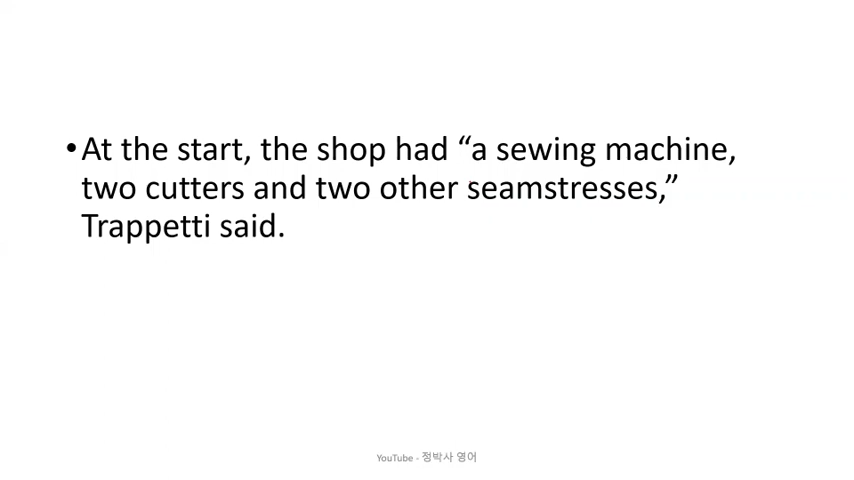 •At the start, the shop had “a sewing machine,
two cutters and two other seamstresses,”
Trappetti said.
YouTube - 정박사 영어